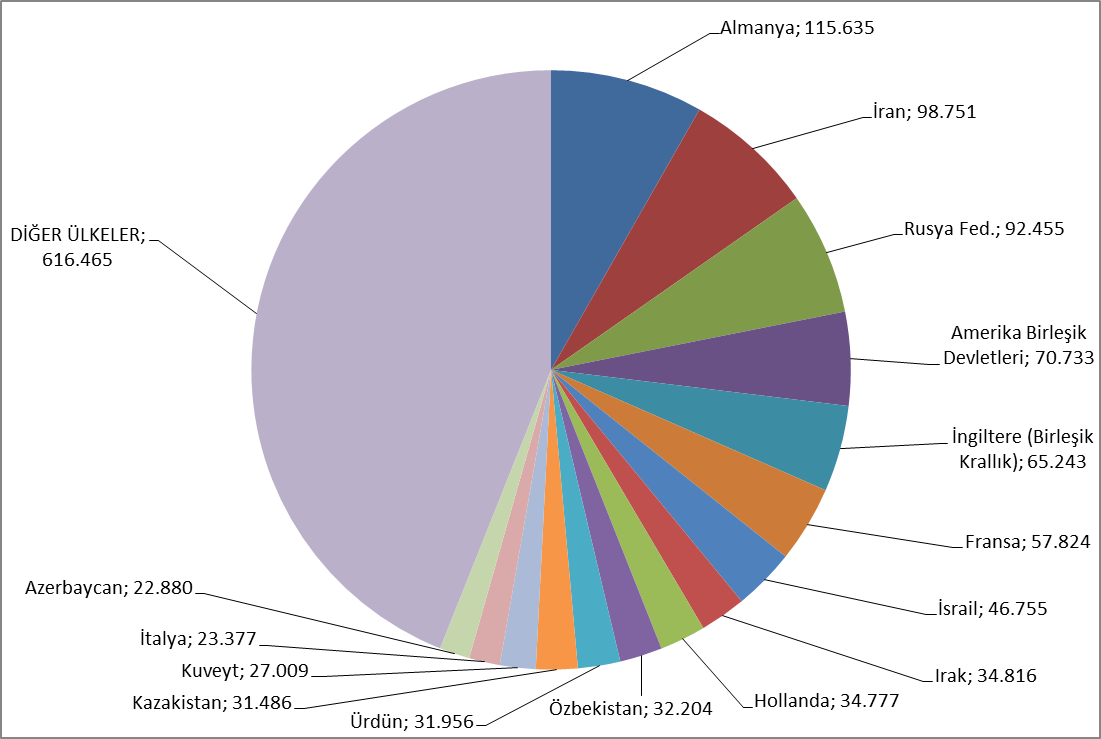 Almanya; 115.635
İran; 98.751
Rusya Fed.; 92.455
Amerika Birleşik
Devletleri; 70.733
İngiltere (Birleşik
Krallık); 65.243
Fransa; 57.824
İsrail; 46.755
Irak; 34.816
Hollanda; 34.777
Özbekistan; 32.204
Ürdün; 31.956
Kazakistan; 31.486
Kuveyt; 27.009
İtalya; 23.377
Azerbaycan; 22.880
DİĞER ÜLKELER;
616.465